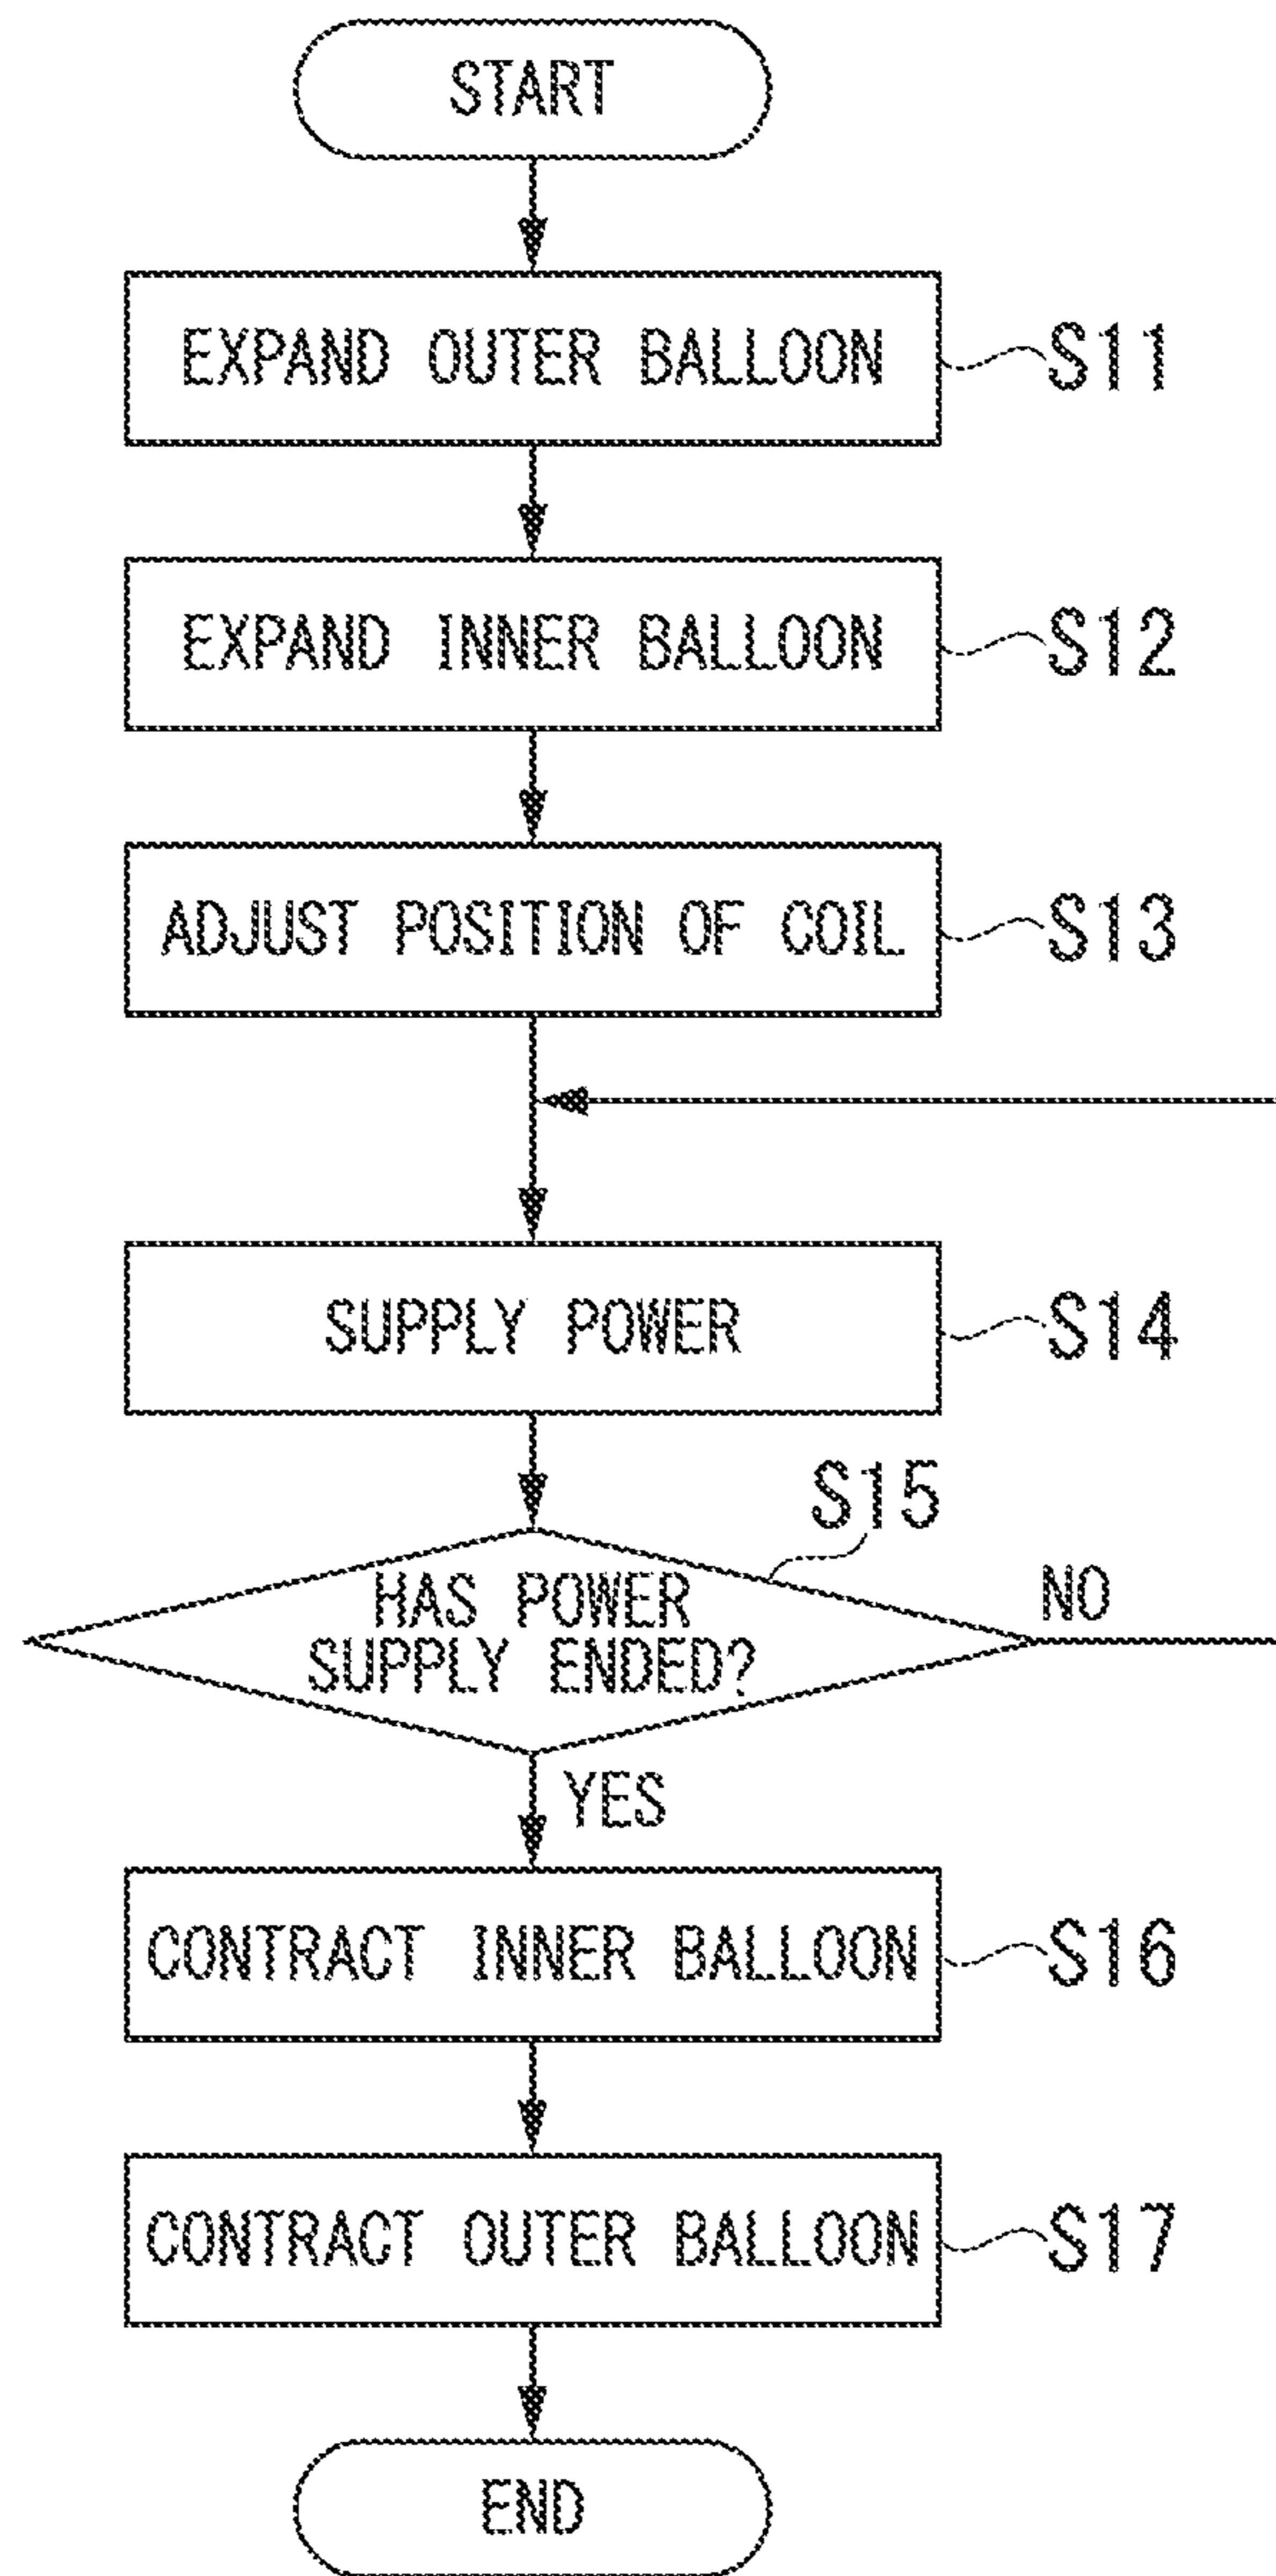 START
EXPAND OUTER BALLOON
S11
EXPAND INNER BALLOON
S12
ADJUST POSITION OF COIL
S13
SUPPLY POWER
S14
S15
HAS POWER
SUPPLY ENDED?
NO
YES
CONTRACT INNER BALLOON
S16
CONTRACT OUTER BALLOON
S17
END